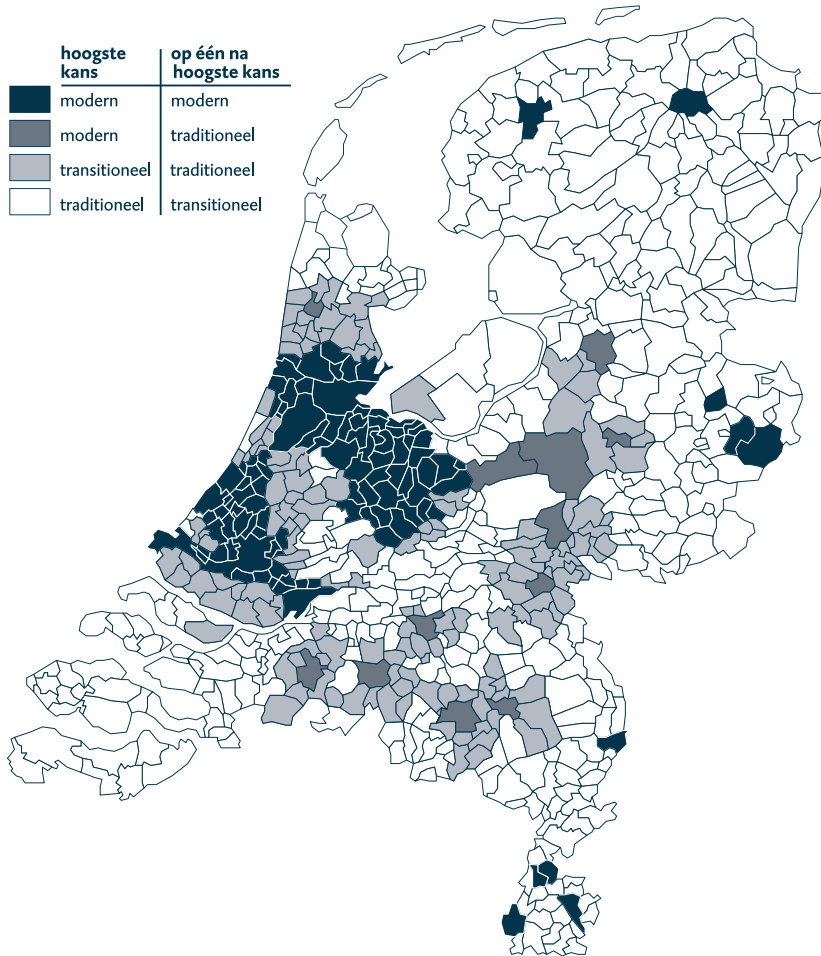 hoogste kans op één na hoogste kans
modern modern
modern traditioneel
transitioneel traditioneel
traditioneel transitioneel